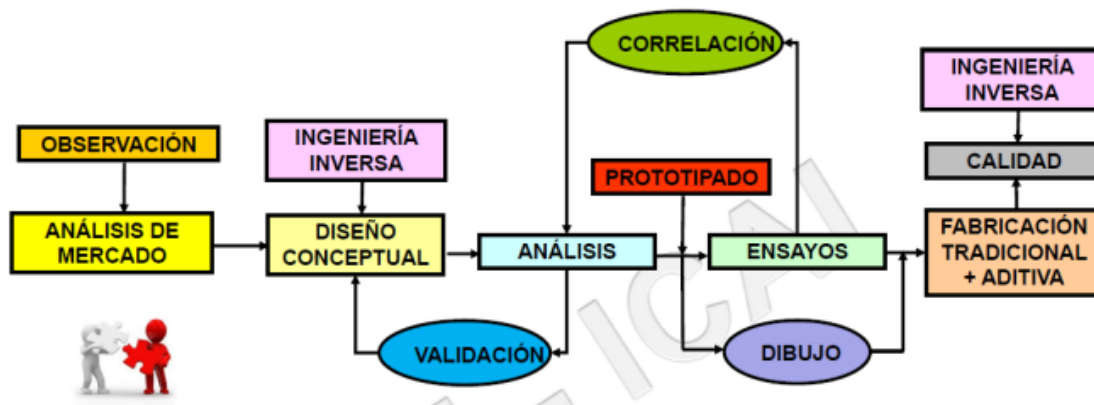 CORRELACIÓN
INGENIERÍA
INVERSA
OBSERVACIÓN
INGENIERÍA
INVERSA
PROTOTIPADO
CALIDAD
ANÁLISIS DE
MERCADO
DISEÑO
CONCEPTUAL
ANÁLISIS
ENSAYOS
FABRICACIÓN
TRADICIONAL
+ ADITIVA
VALIDACIÓN
DIBUJO
ICAI